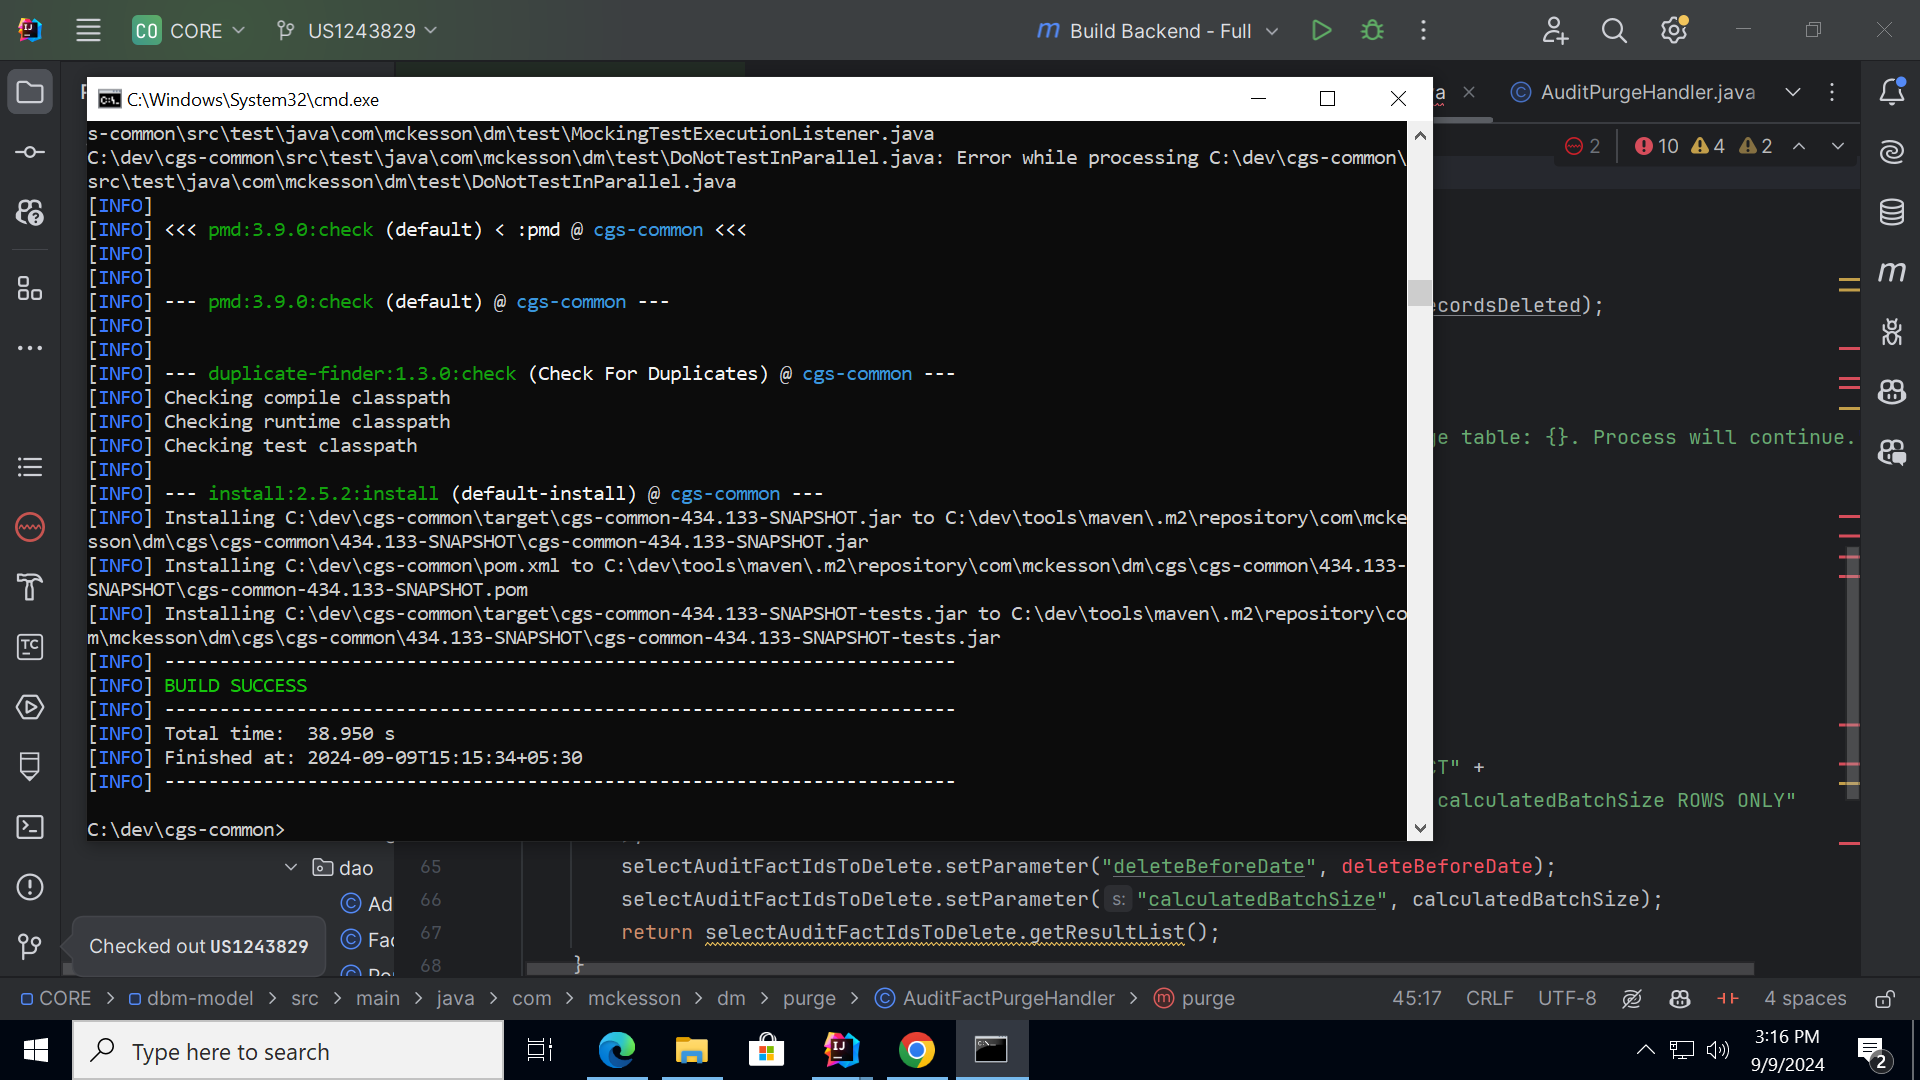 CO CORE US1243829 Build Backend - Full
C:\Windows\System32\cmd.exe
AuditPurgeHandler.java
s-common\src\test\java\com\mckesson\dm\test\MockingTestExecutionListener.java
C:\dev\cgs-common\src\test\java\com\mckesson\dm\test\DoNotTestInParallel.java: Error while processing C:\dev\cgs-common\
src\test\java\com\mckesson\dm\test\DoNotTestInParallel.java
2 10 4 2
[INFO]
[INFO] <<< pmd:3.9.0:check (default) < :pmd @ cgs-common <<<
[INFO]
[INFO]
[INFO] --- pmd:3.9.0:check (default) @ cgs-common ---
ecordsDeleted);
[INFO]
[INFO]
[INFO] --- duplicate-finder:1.3.0:check (Check For Duplicates) @ cgs-common ---
[INFO] Checking compile classpath
[INFO] Checking runtime classpath
[INFO] Checking test classpath
ge table: {}. Process will continue.
[INFO]
[INFO] --- install:2.5.2:install (default-install) @ cgs-common ---
[INFO] Installing C:\dev\cgs-common\target\cgs-common-434.133-SNAPSHOT.jar to C:\dev\tools\maven\.m2\repository\com\mcke
sson\dm\cgs\cgs-common\434.133-SNAPSHOT\cgs-common-434.133-SNAPSHOT.jar
[INFO] Installing C:\dev\cgs-common\pom.xml to C:\dev\tools\maven\.m2\repository\com\mckesson\dm\cgs\cgs-common\434.133-
SNAPSHOT\cgs-common-434.133-SNAPSHOT.pom
[INFO] Installing C:\dev\cgs-common\target\cgs-common-434.133-SNAPSHOT-tests.jar to C:\dev\tools\maven\.m2\repository\co
m\mckesson\dm\cgs\cgs-common\434.133-SNAPSHOT\cgs-common-434.133-SNAPSHOT-tests.jar
[INFO] ------------------------------------------------------------------------
[INFO] BUILD SUCCESS
[INFO] ------------------------------------------------------------------------
[INFO] Total time:  38.950 s
[INFO] Finished at: 2024-09-09T15:15:34+05:30
[INFO] ------------------------------------------------------------------------
CT" +
calculatedBatchSize ROWS ONLY"
C:\dev\cgs-common>
dao
Ad
Fac
65 selectAuditFactIdsToDelete.setParameter("deleteBeforeDate", deleteBeforeDate);
66 selectAuditFactIdsToDelete.setParameter( s: "calculatedBatchSize", calculatedBatchSize);
67 return selectAuditFactIdsToDelete.getResultList();
68 }
Checked out US1243829
CORE > dbm-model > src > main > java > com > mckesson > dm > purge > AuditFactPurgeHandler > purge
45:17 CRLF UTF-8 4 spaces
Type here to search
3:16 PM
9/9/2024
2